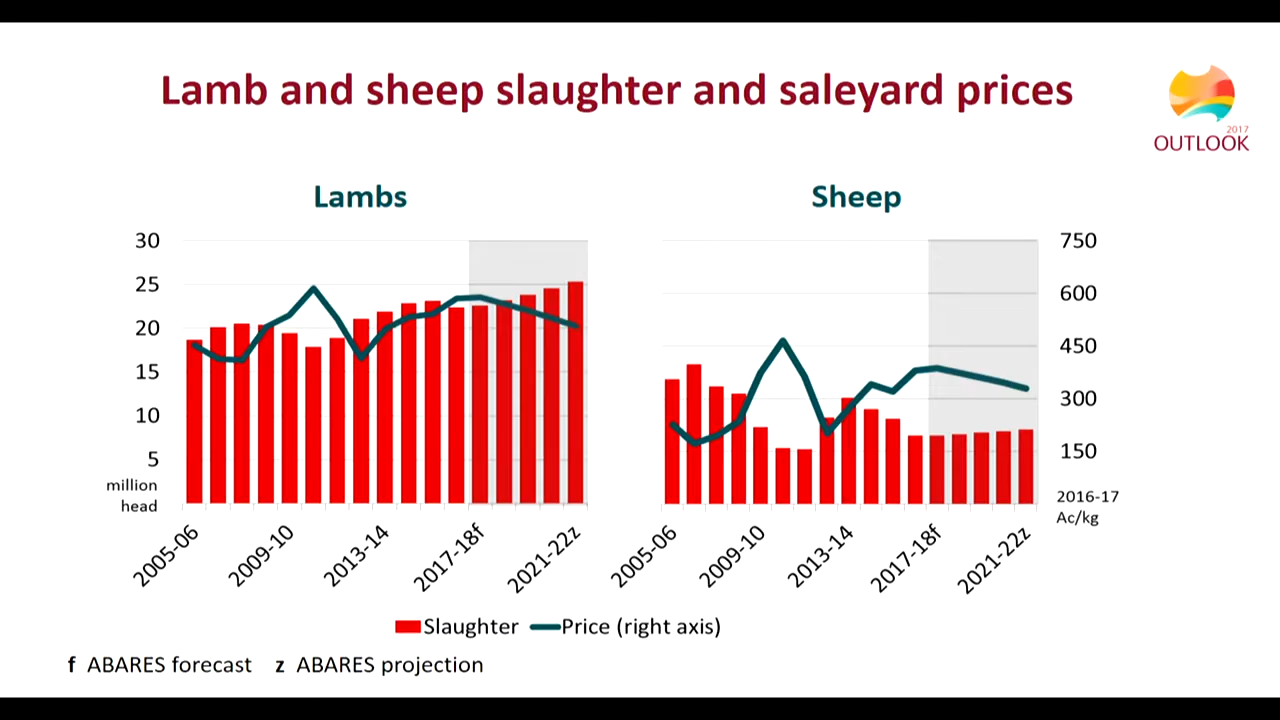 Lamb and sheep slaughter and saleyard prices
2017
OUTLOOK
Lambs
Sheep
30
25
20
15
10
5
million
head
750
600
450
300
150
2016-17
Ac/kg
2005-06
2009-10
2013-14
2017-18f
2021-22z
2005-06
2009-10
2013-14
2017-18f
2021-22z
Slaughter Price (right axis)
f ABARES forecast z ABARES projection